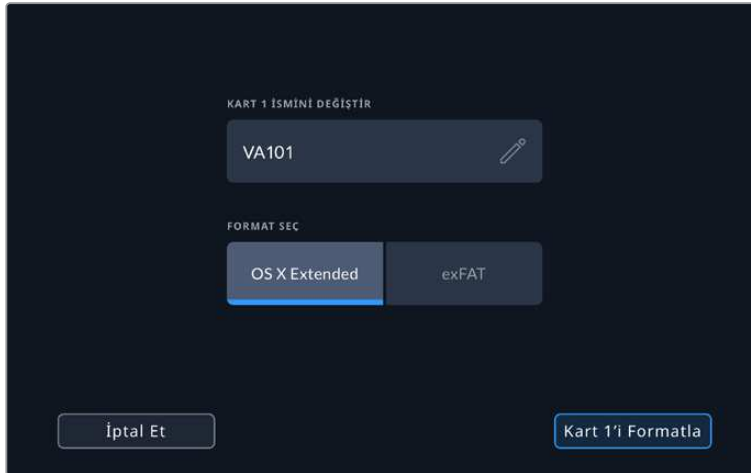 KART 1 İSMİNİ DEĞİŞTİR
VA101
FORMAT SEÇ
OS X Extended exFAT
İptal Et Kart 1’i Formatla